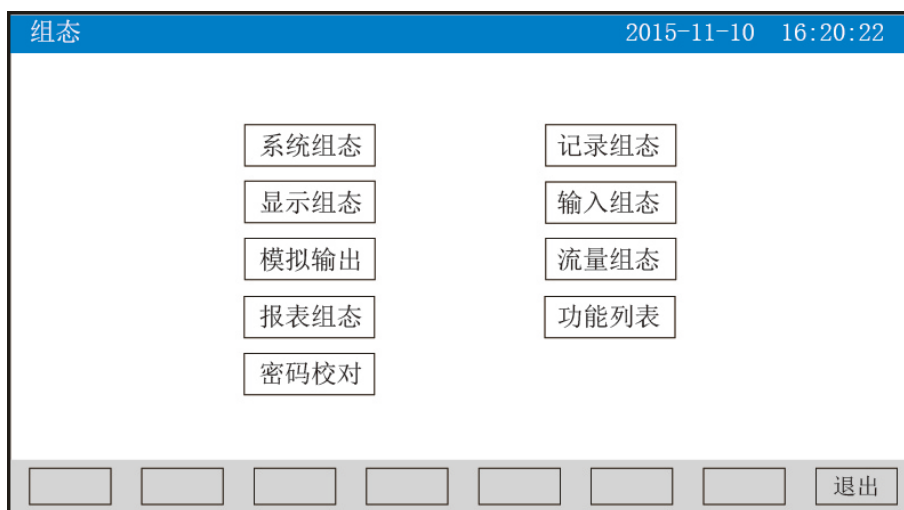 组态 2015-11-10 16:20:22
系统组态 记录组态
显示组态 输入组态
模拟输出 流量组态
报表组态 功能列表
密码校对
退出